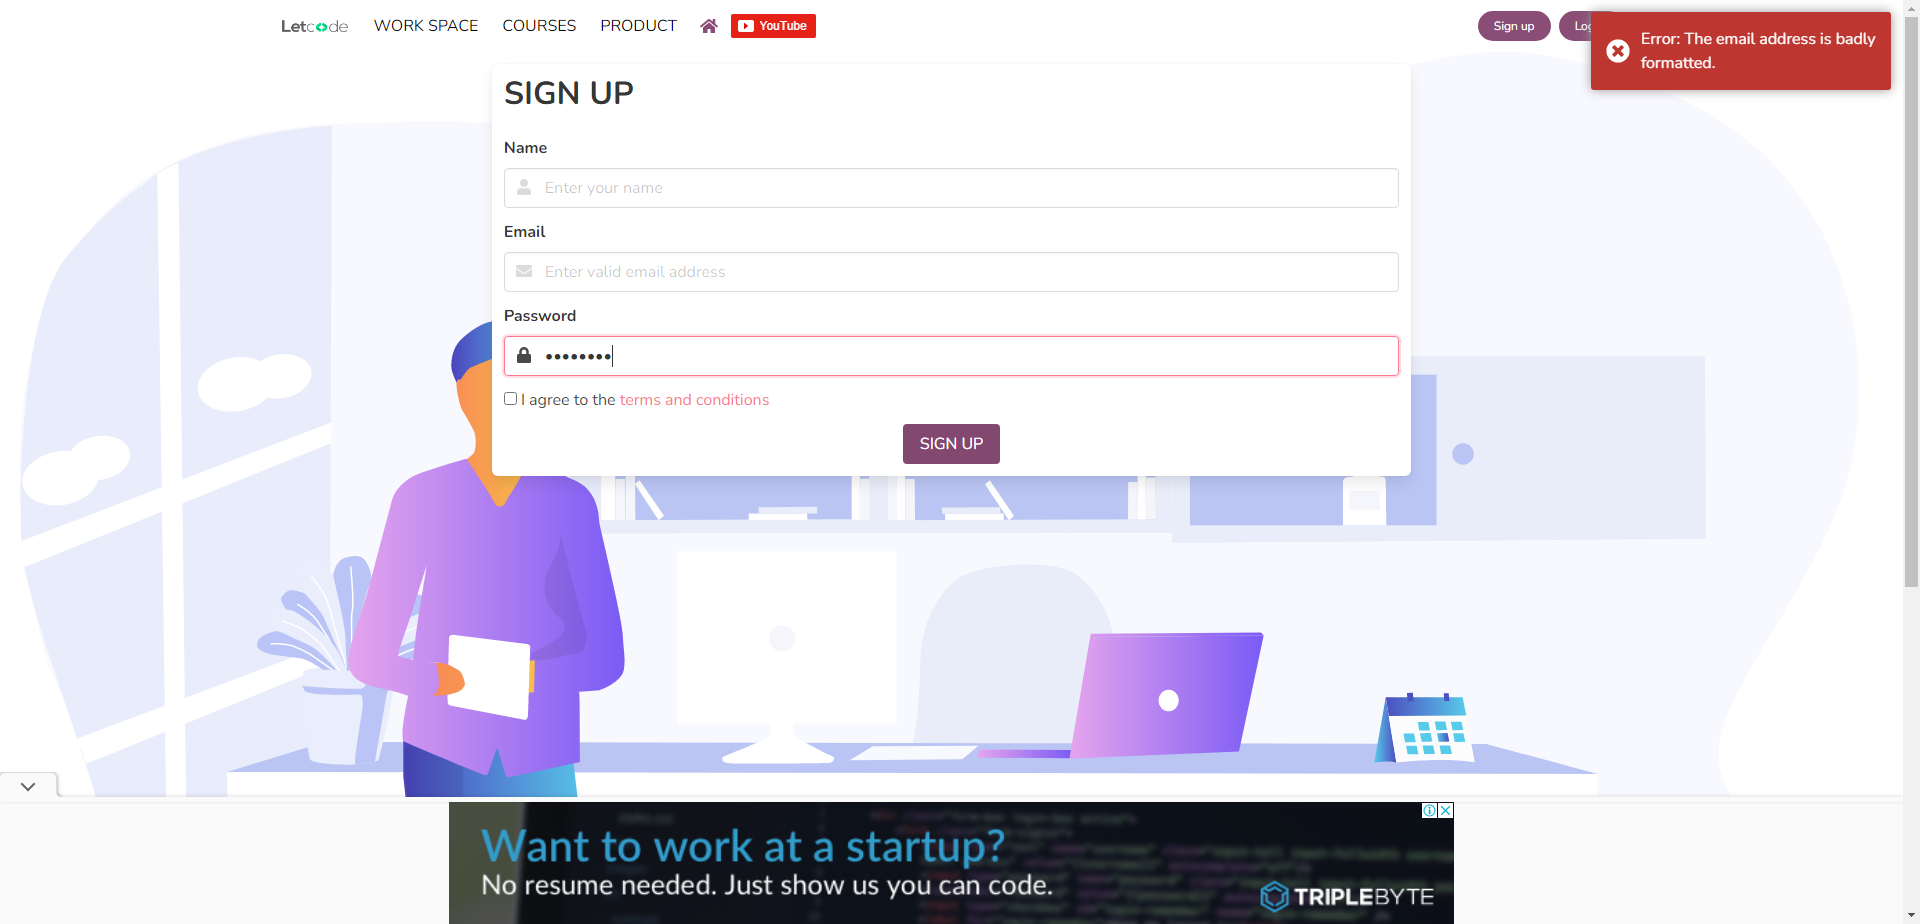 Letcode WORK SPACE COURSES PRODUCT YouTube Sign up
Error: The email address is badly
formatted.
SIGN UP
Name
Enter your name
Email
Enter valid email address
Password
I agree to the terms and conditions
SIGN UP
Want to work at a startup?
No resume needed. Just show us you can code.
TRIPLEBYTE